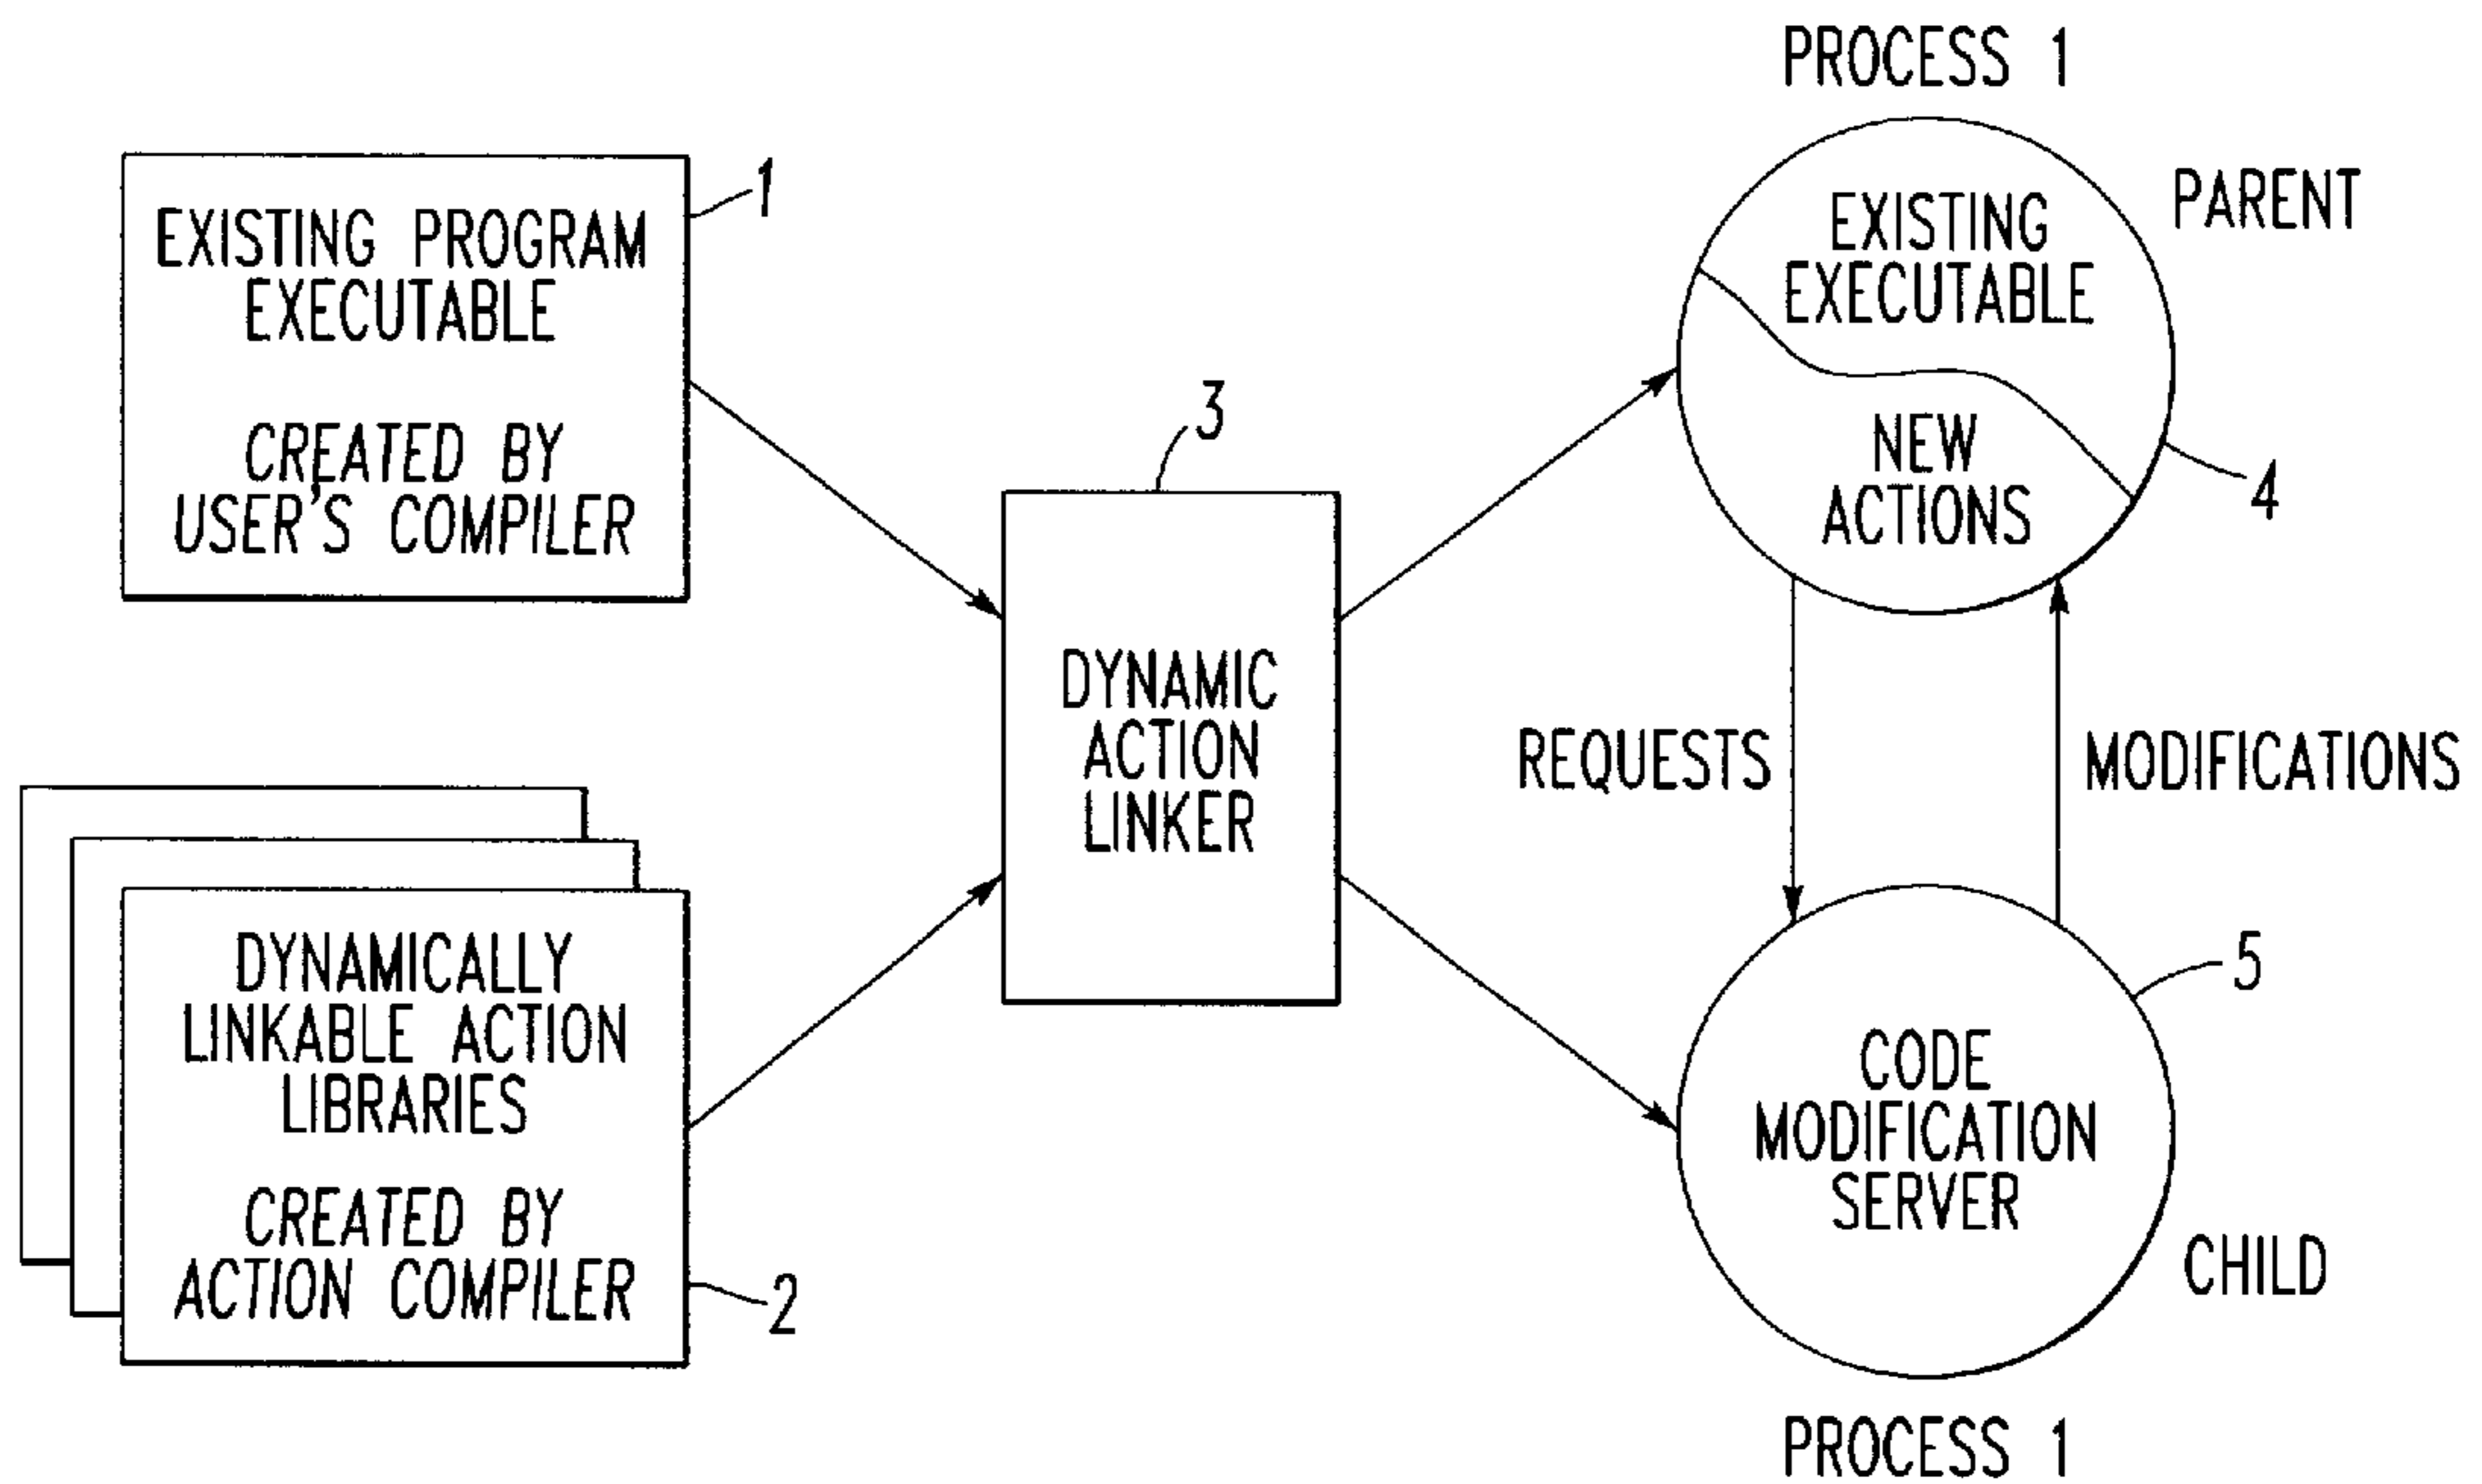 EXISTING PROGRAM
EXECUTABLE
CREATED BY
USER'S COMPILER
1
DYNAMICALLY
LINKABLE ACTION
LIBRARIES
CREATED BY
ACTION COMPILER
2
3
DYNAMIC
ACTION
LINKER
PROCESS 1
PARENT
EXISTING
EXECUTABLE
NEW
ACTIONS
4
REQUESTS
MODIFICATIONS
5
CODE
MODIFICATION
SERVER
CHILD
PROCESS 1